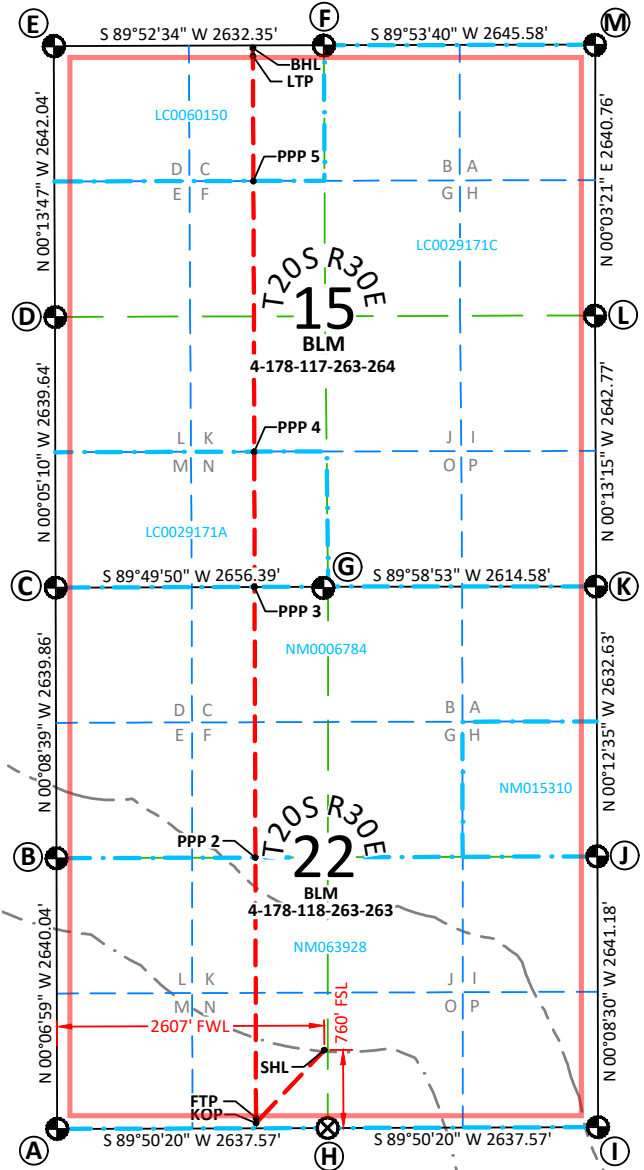 E
S 89°52'34" W 2632.35'
F
S 89°53'40" W 2645.58'
M
BHL
LTP
LC0060150
N 00°13'47" W 2642.04'
N 00°03'21" E 2640.76'
D C
E F
PPP 5
B A
G H
LC0029171C
T20S R30E
15
BLM
4-178-117-263-264
D
L
N 00°05'10" W 2639.64'
N 00°13'15" W 2642.77'
L K
M N
PPP 4
J I
O P
LC0029171A
C
S 89°49'50" W 2656.39'
G
S 89°58'53" W 2614.58'
K
PPP 3
NM0006784
N 00°08'39" W 2639.86'
N 00°12'35" W 2632.63'
D C
E F
B A
G H
NM015310
PPP 2
T20S R30E
22
BLM
4-178-118-263-263
B
J
NM063928
N 00°06'59" W 2640.04'
N 00°08'30" W 2641.18'
L K
M N
J I
O P
2607' FWL
760' FSL
SHL
FTP
KOP
A
S 89°50'20" W 2637.57'
H
S 89°50'20" W 2637.57'
I